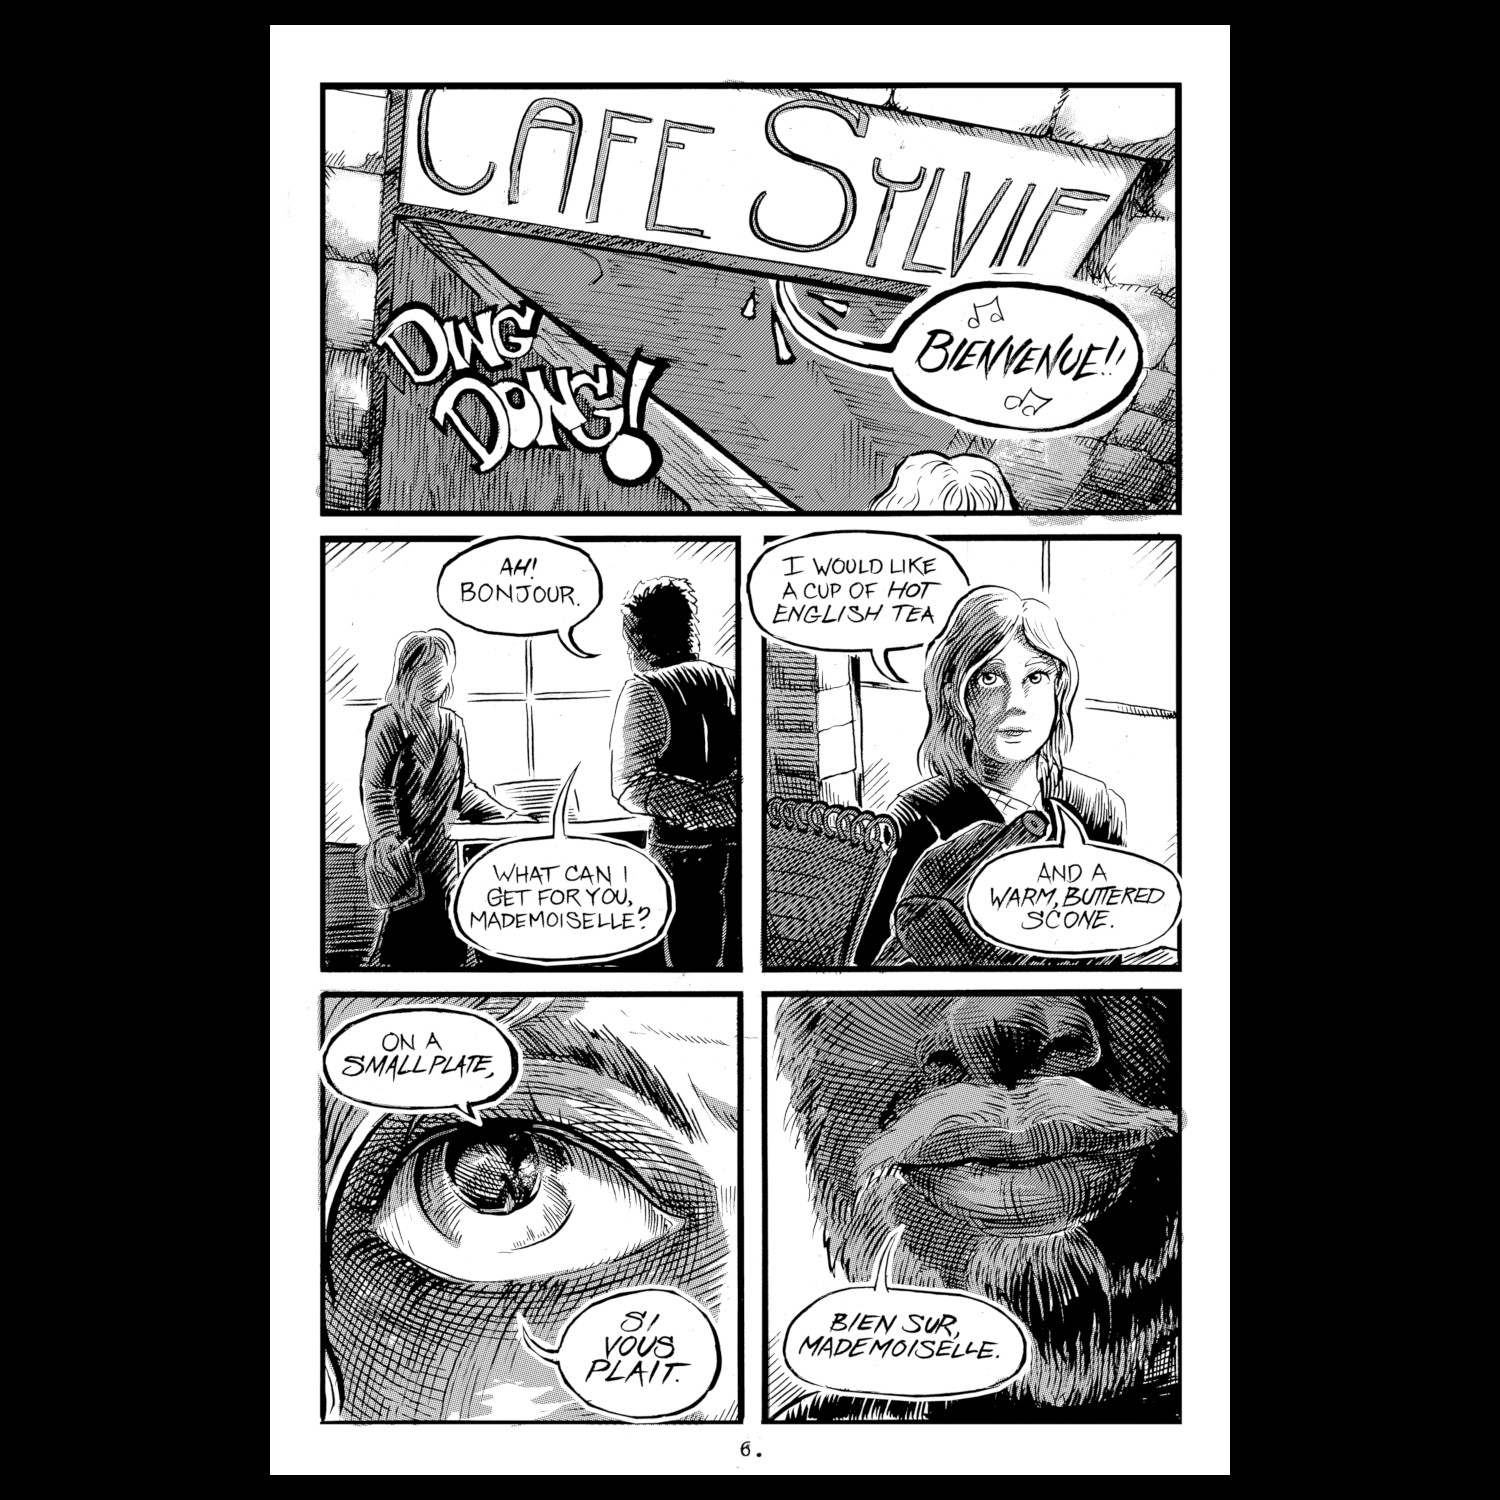 CAFE SYLVIE
DING
DONG!
BIENVENUE!!
AH!
BONJOUR.
WHAT CAN I
GET FOR YOU,
MADEMOISELLE?
I WOULD LIKE
A CUP OF HOT
ENGLISH TEA
AND A
WARM, BUTTERED
SCONE.
ON A
SMALL PLATE,
SI
VOUS
PLAIT.
BIEN SUR,
MADEMOISELLE.
6.